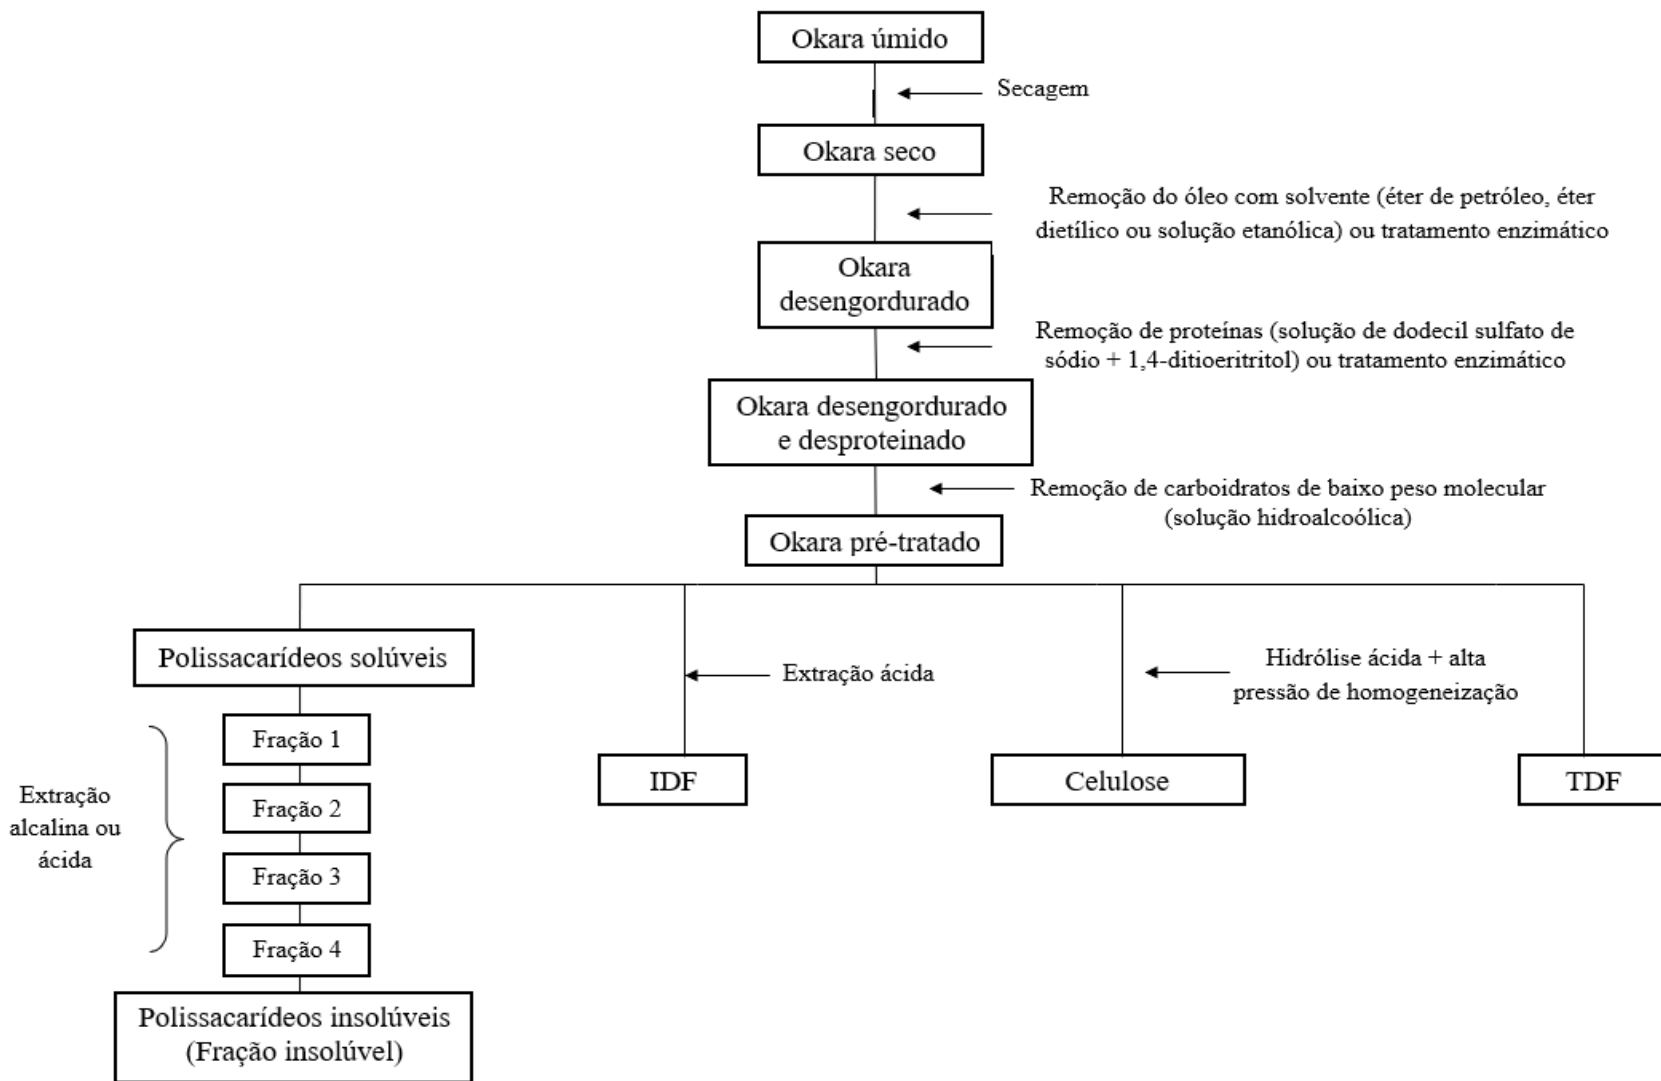 Okara úmido
Secagem
Okara seco
Remoção do óleo com solvente (éter de petróleo, éter
dietílico ou solução etanólica) ou tratamento enzimático
Okara
desengordurado
Remoção de proteínas (solução de dodecil sulfato de
sódio + 1,4-ditioeritritol) ou tratamento enzimático
Okara desengordurado
e desproteinado
Remoção de carboidratos de baixo peso molecular
(solução hidroalcoólica)
Okara pré-tratado
Polissacarídeos solúveis
Extração ácida
Hidrólise ácida + alta
pressão de homogeneização
Fração 1
Fração 2
Fração 3
Fração 4
Extração
alcalina ou
ácida
IDF
Celulose
TDF
Polissacarídeos insolúveis
(Fração insolúvel)